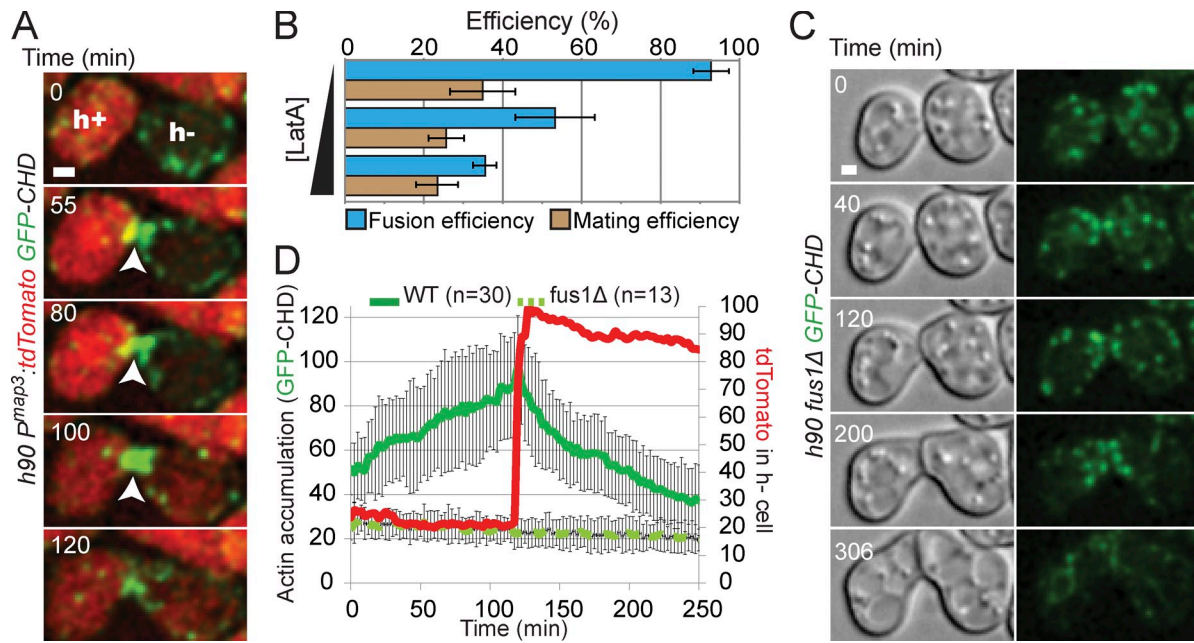 A
Time (min)
h90 Pmap3:tdTomato GFP-CHD
0
h+
h-
55
80
100
120
B
Efficiency (%)
0 20 40 60 80 100
[LatA]
Fusion efficiency Mating efficiency
D
WT (n=30) fus1Δ (n=13)
Actin accumulation (GFP-CHD)
120
100
80
60
40
20
0
100
90
80
70
60
50
40
30
20
10
0
tdTomato in h- cell
0 50 100 150 200 250
Time (min)
C
Time (min)
h90 fus1Δ GFP-CHD
0
40
120
200
306